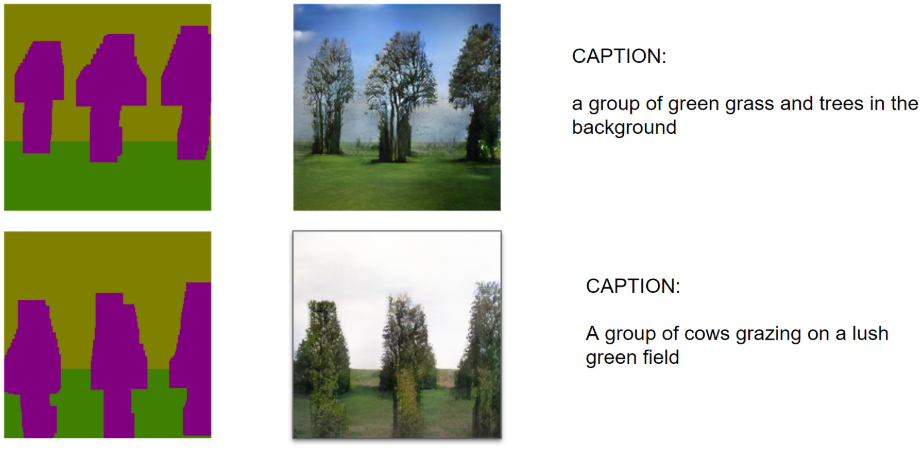 CAPTION:
a group of green grass and trees in the
background
CAPTION:
A group of cows grazing on a lush
green field